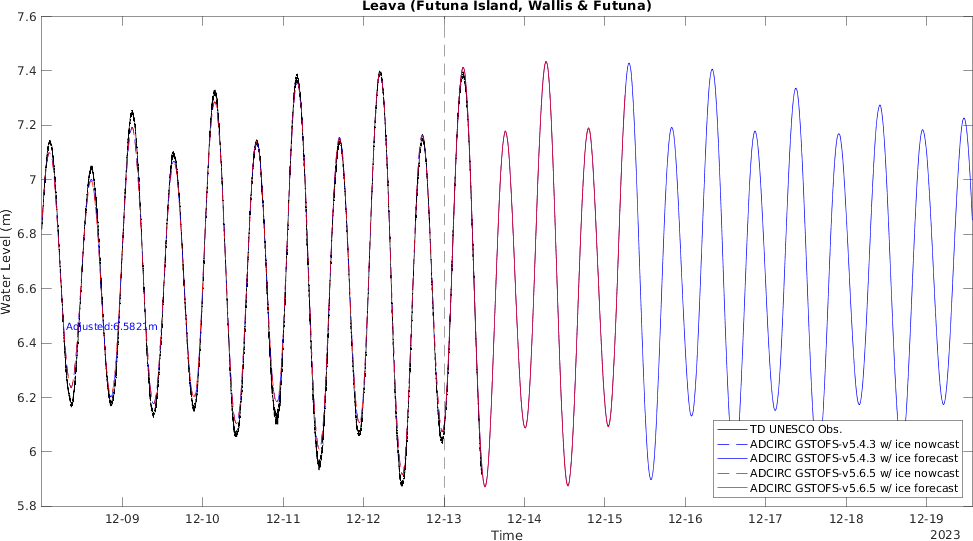 Leava (Futuna Island, Wallis & Futuna)
7.6
7.4
7.2
7
6.8
6.6
6.4
6.2
6
5.8
Water Level (m)
Adjusted:6.5821m
TD UNESCO Obs.
ADCIRC GSTOFS-v5.4.3 w/ ice nowcast
ADCIRC GSTOFS-v5.4.3 w/ ice forecast
ADCIRC GSTOFS-v5.6.5 w/ ice nowcast
ADCIRC GSTOFS-v5.6.5 w/ ice forecast
12-09 12-10 12-11 12-12 12-13 12-14 12-15 12-16 12-17 12-18 12-19
Time
2023